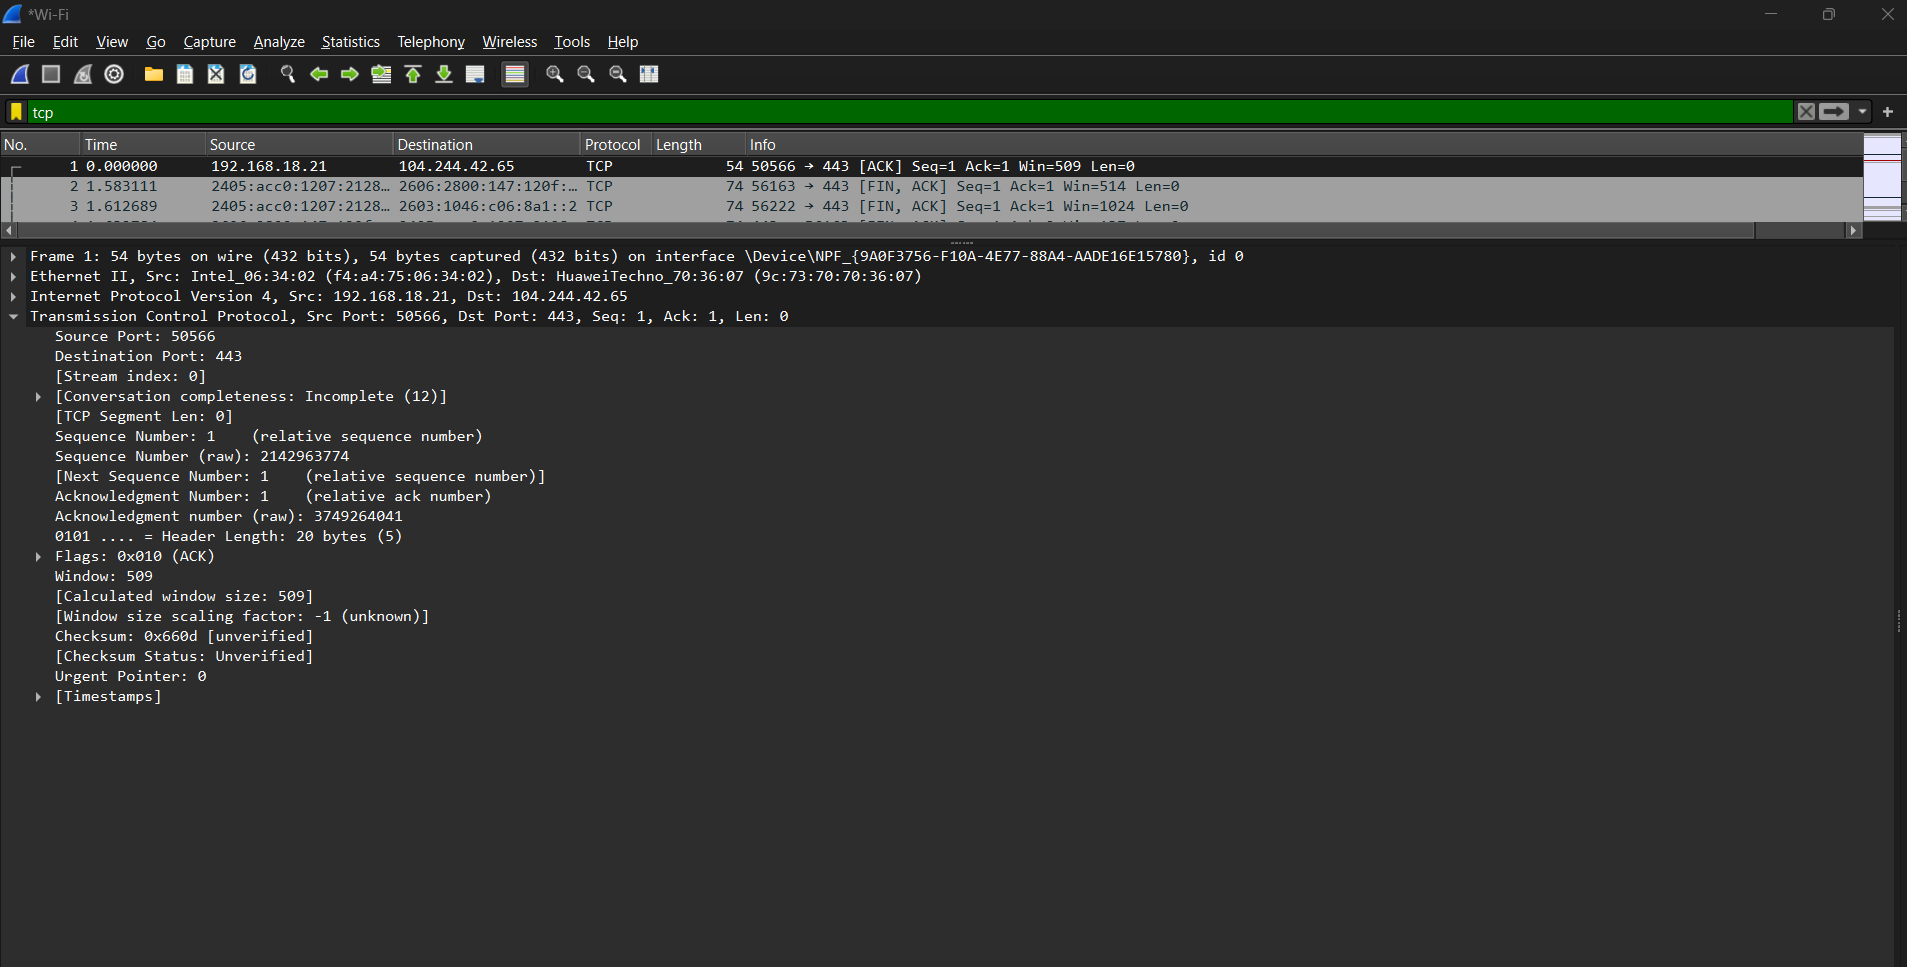 *Wi-Fi
File Edit View Go Capture Analyze Statistics Telephony Wireless Tools Help
tcp
No. Time Source Destination Protocol Length Info
1 0.000000 192.168.18.21 104.244.42.65 TCP 54 50566 → 443 [ACK] Seq=1 Ack=1 Win=509 Len=0
2 1.583111 2405:acc0:1207:2128… 2606:2800:147:120f:… TCP 74 56163 → 443 [FIN, ACK] Seq=1 Ack=1 Win=514 Len=0
3 1.612689 2405:acc0:1207:2128… 2603:1046:c06:8a1::2 TCP 74 56222 → 443 [FIN, ACK] Seq=1 Ack=1 Win=1024 Len=0
Frame 1: 54 bytes on wire (432 bits), 54 bytes captured (432 bits) on interface \Device\NPF_{9A0F3756-F10A-4E77-88A4-AADE16E15780}, id 0
Ethernet II, Src: Intel_06:34:02 (f4:a4:75:06:34:02), Dst: HuaweiTechno_70:36:07 (9c:73:70:70:36:07)
Internet Protocol Version 4, Src: 192.168.18.21, Dst: 104.244.42.65
Transmission Control Protocol, Src Port: 50566, Dst Port: 443, Seq: 1, Ack: 1, Len: 0
Source Port: 50566
Destination Port: 443
[Stream index: 0]
[Conversation completeness: Incomplete (12)]
[TCP Segment Len: 0]
Sequence Number: 1 (relative sequence number)
Sequence Number (raw): 2142963774
[Next Sequence Number: 1 (relative sequence number)]
Acknowledgment Number: 1 (relative ack number)
Acknowledgment number (raw): 3749264041
0101 .... = Header Length: 20 bytes (5)
Flags: 0x010 (ACK)
Window: 509
[Calculated window size: 509]
[Window size scaling factor: -1 (unknown)]
Checksum: 0x660d [unverified]
[Checksum Status: Unverified]
Urgent Pointer: 0
[Timestamps]